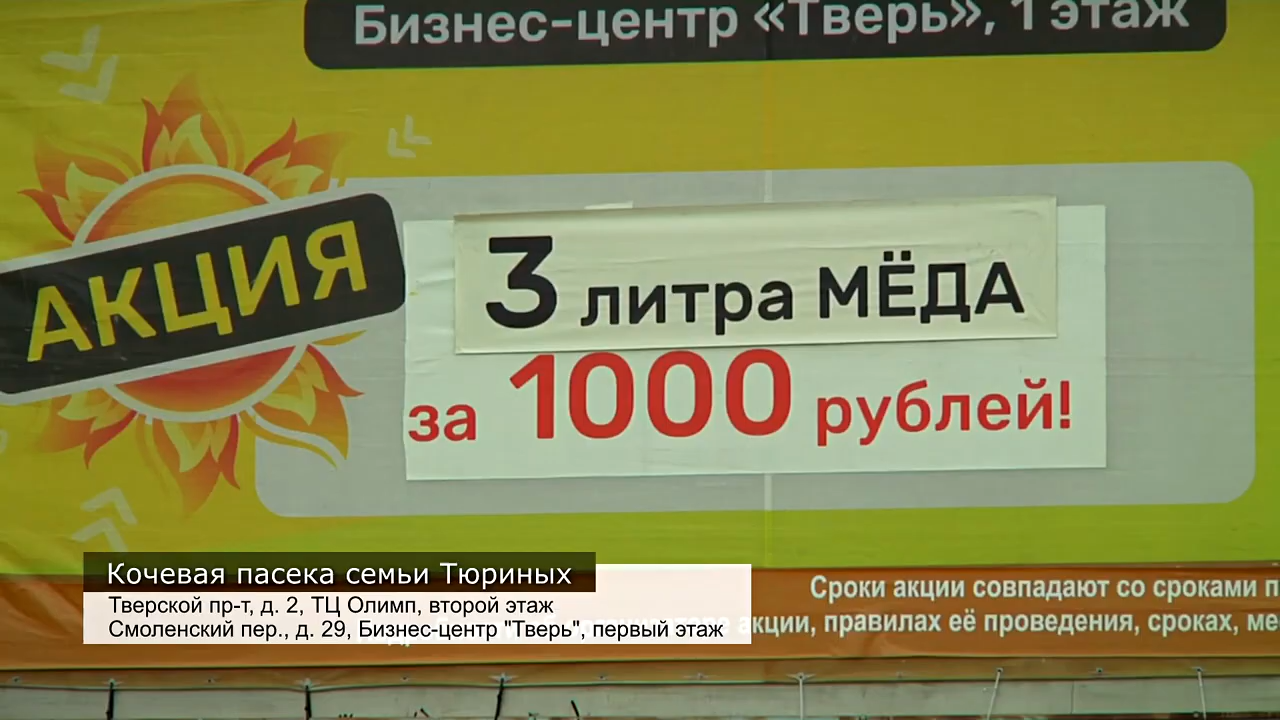 Бизнес-центр «Тверь», 1 этаж
АКЦИЯ
3 литра МЁДА
за 1000 рублей!
Кочевая пасека семьи Тюриных
Тверской пр-т, д. 2, ТЦ Олимп, второй этаж
Смоленский пер., д. 29, Бизнес-центр "Тверь", первый этаж
Сроки акции совпадают со сроками п
акции, правилах её проведения, сроках, ме